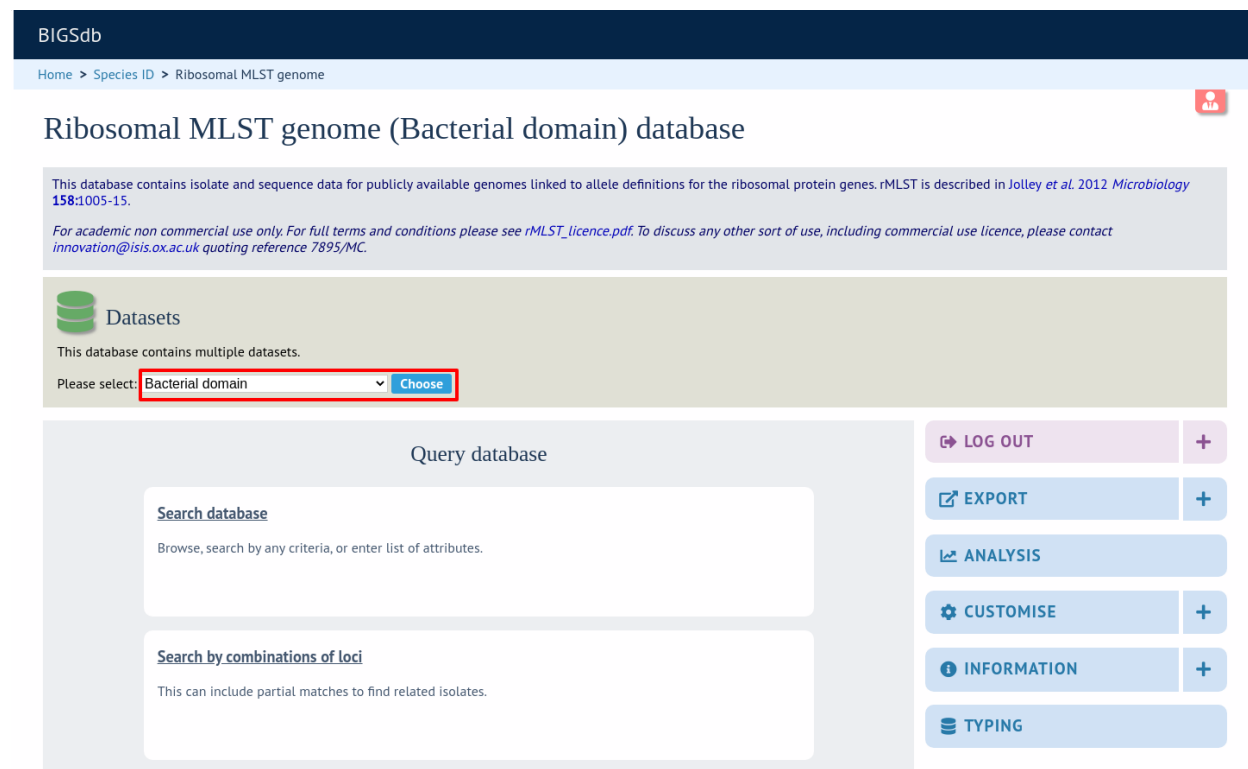 BIGSdb
Home > Species ID > Ribosomal MLST genome
Ribosomal MLST genome (Bacterial domain) database
This database contains isolate and sequence data for publicly available genomes linked to allele definitions for the ribosomal protein genes. rMLST is described in Jolley et al. 2012 Microbiology
158:1005-15.
For academic non commercial use only. For full terms and conditions please see rMLST_licence.pdf. To discuss any other sort of use, including commercial use licence, please contact
innovation@isis.ox.ac.uk quoting reference 7895/MC.
Datasets
This database contains multiple datasets.
Please select: Bacterial domain Choose
Query database
Search database
Browse, search by any criteria, or enter list of attributes.
Search by combinations of loci
This can include partial matches to find related isolates.
LOG OUT +
EXPORT +
ANALYSIS
CUSTOMISE +
INFORMATION +
TYPING